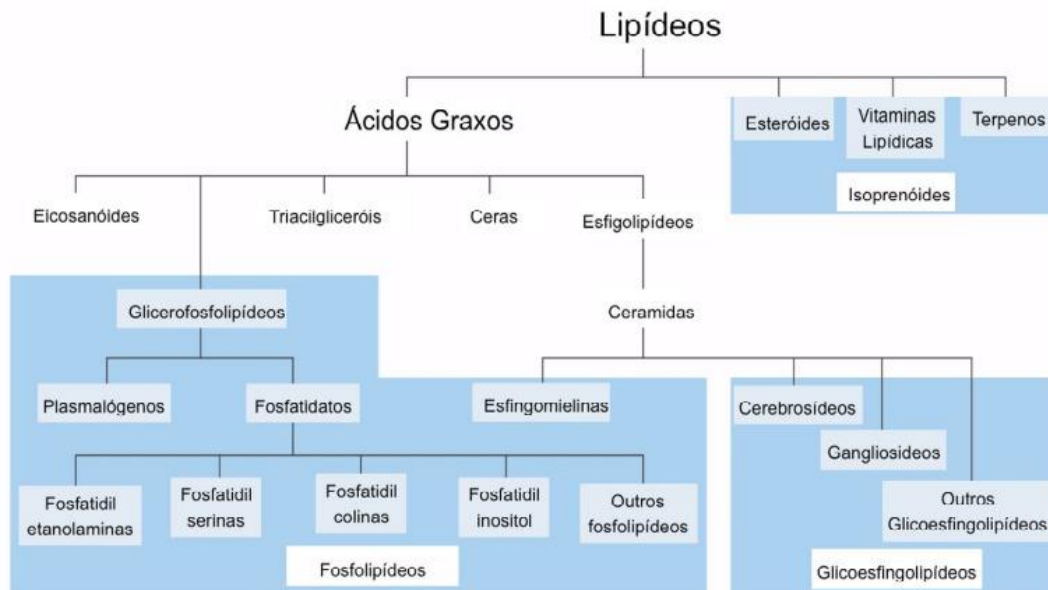 Lipídeos
Ácidos Graxos
Esteróides
Vitaminas
Lipídicas
Terpenos
Isoprenóides
Eicosanóides
Triacilgliceróis
Ceras
Esfigolipídeos
Glicerofosfolipídeos
Ceramidas
Plasmalógenos
Fosfatidatos
Esfingomielinas
Cerebrosídeos
Gangliosideos
Fosfatidil
etanolaminas
Fosfatidil
serinas
Fosfatidil
colinas
Fosfatidil
inositol
Outros
fosfolipídeos
Outros
Glicoesfingolipídeos
Fosfolipídeos
Glicoesfingolipídeos